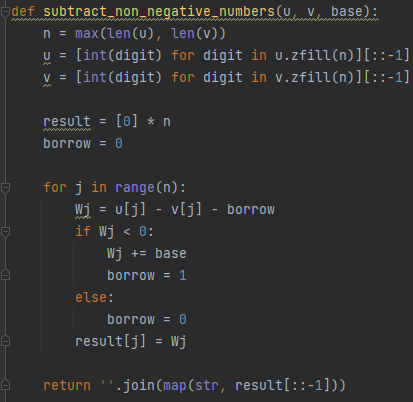 def subtract_non_negative_numbers(u, v, base):
    n = max(len(u), len(v))
    u = [int(digit) for digit in u.zfill(n)][::-1]
    v = [int(digit) for digit in v.zfill(n)][::-1]

    result = [0] * n
    borrow = 0

    for j in range(n):
        Wj = u[j] - v[j] - borrow
        if Wj < 0:
            Wj += base
            borrow = 1
        else:
            borrow = 0
        result[j] = Wj

    return ''.join(map(str, result[::-1]))